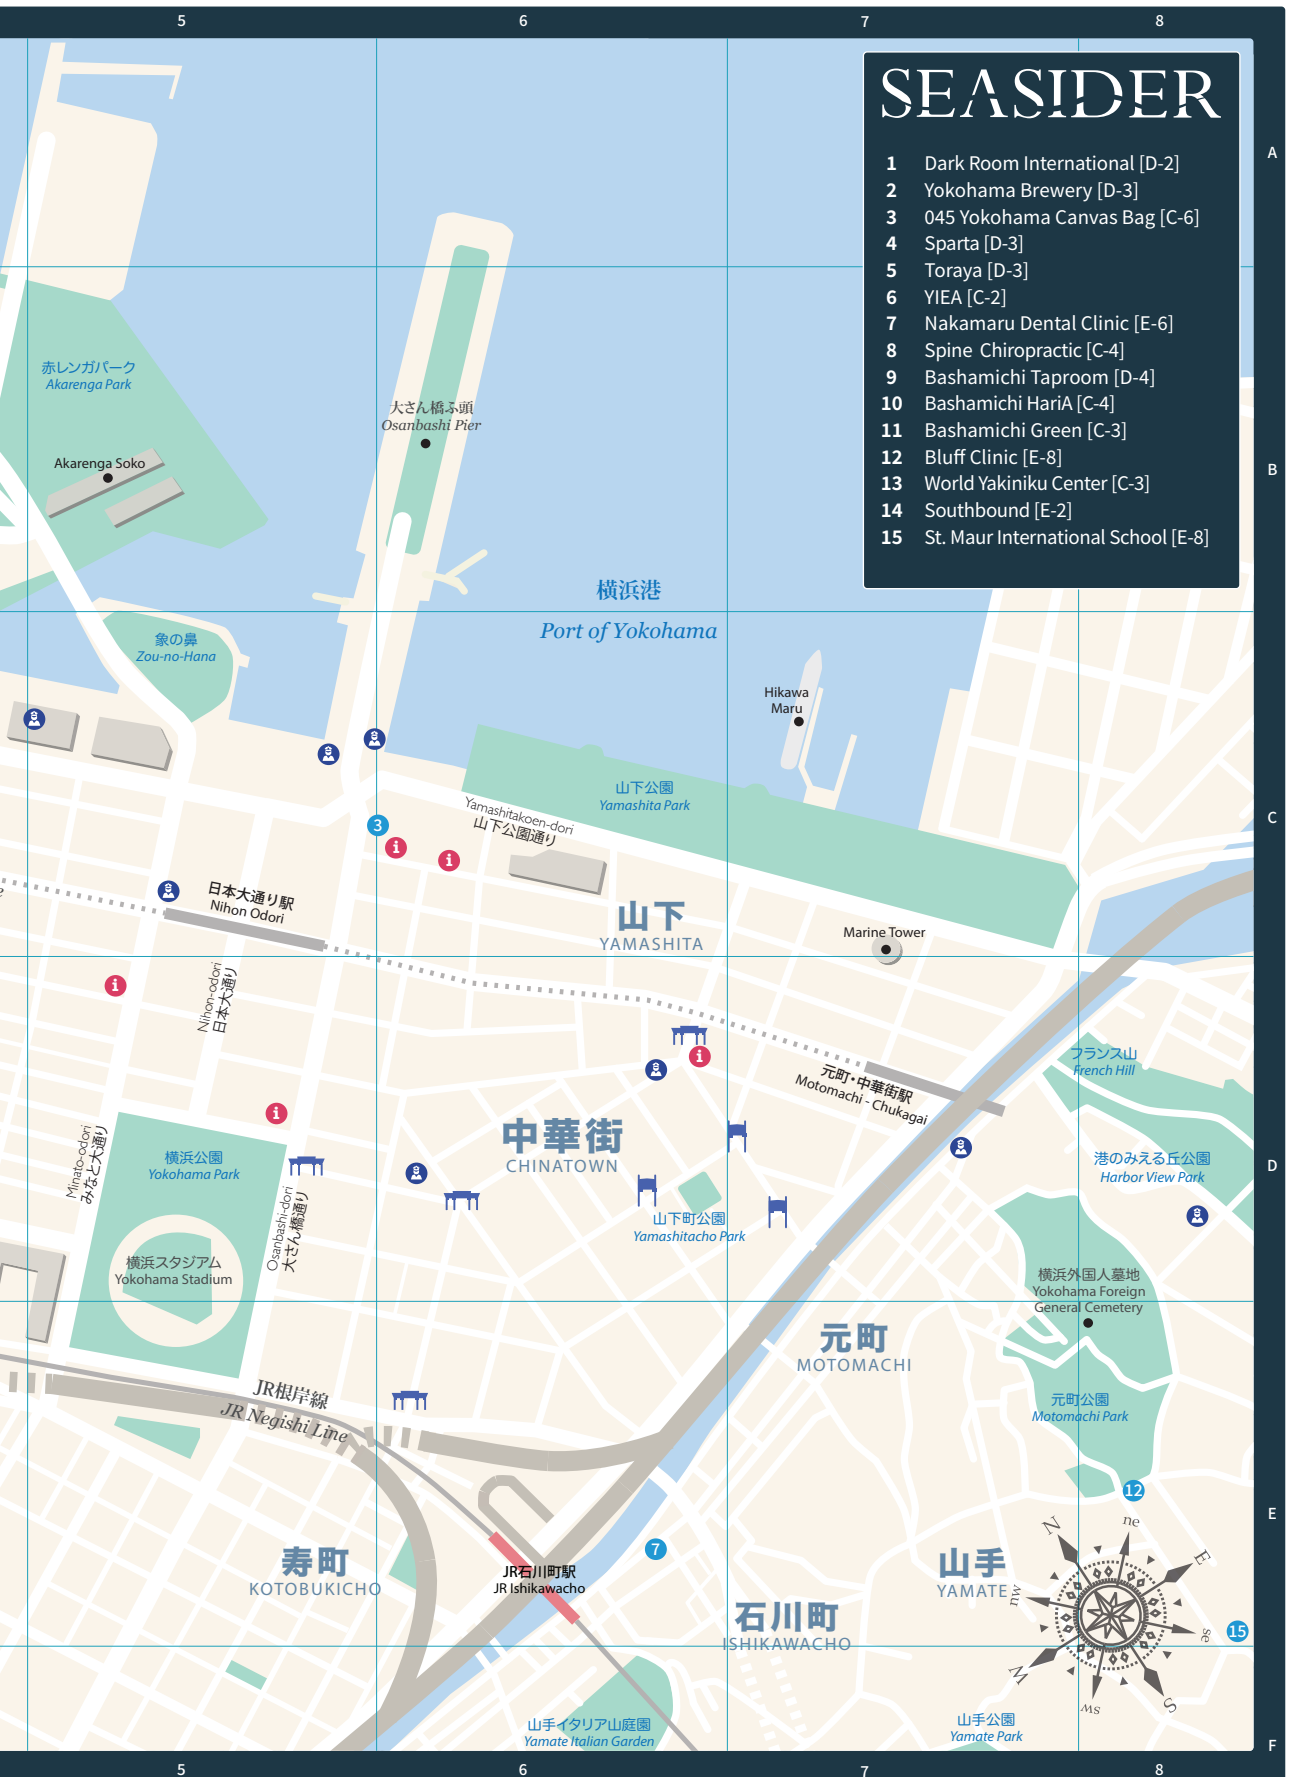 5 6 7 8
SEASIDER
1 Dark Room International [D-2]
2 Yokohama Brewery [D-3]
3 045 Yokohama Canvas Bag [C-6]
4 Sparta [D-3]
5 Toraya [D-3]
6 YIEA [C-2]
7 Nakamaru Dental Clinic [E-6]
8 Spine Chiropractic [C-4]
9 Bashamichi Taproom [D-4]
10 Bashamichi HariA [C-4]
11 Bashamichi Green [C-3]
12 Bluff Clinic [E-8]
13 World Yakiniku Center [C-3]
14 Southbound [E-2]
15 St. Maur International School [E-8]
A
赤レンガパーク
Akarenga Park
大さん橋ふ頭
Osanbashi Pier
Akarenga Soko
B
横浜港
Port of Yokohama
象の鼻
Zou-no-Hana
Hikawa
Maru
山下公園
Yamashita Park
Yamashitakoen-dori
山下公園通り
3
C
日本大通り駅
Nihon Odori
山下
YAMASHITA
Marine Tower
Nihon-odori
日本大通り
フランス山
French Hill
元町・中華街駅
Motomachi - Chukagai
中華街
CHINATOWN
Minato-odori
みなと大通り
横浜公園
Yokohama Park
港のみえる丘公園
Harbor View Park
D
Osanbashi-dori
大さん橋通り
山下町公園
Yamashitacho Park
横浜スタジアム
Yokohama Stadium
横浜外国人墓地
Yokohama Foreign
General Cemetery
元町
MOTOMACHI
JR根岸線
JR Negishi Line
元町公園
Motomachi Park
12
E
7
寿町
KOTOBUKICHO
JR石川町駅
JR Ishikawacho
山手
YAMATE
石川町
ISHIKAWACHO
N
ne
E
se
S
sw
W
nw
15
山手イタリア山庭園
Yamate Italian Garden
山手公園
Yamate Park
F
5 6 7 8